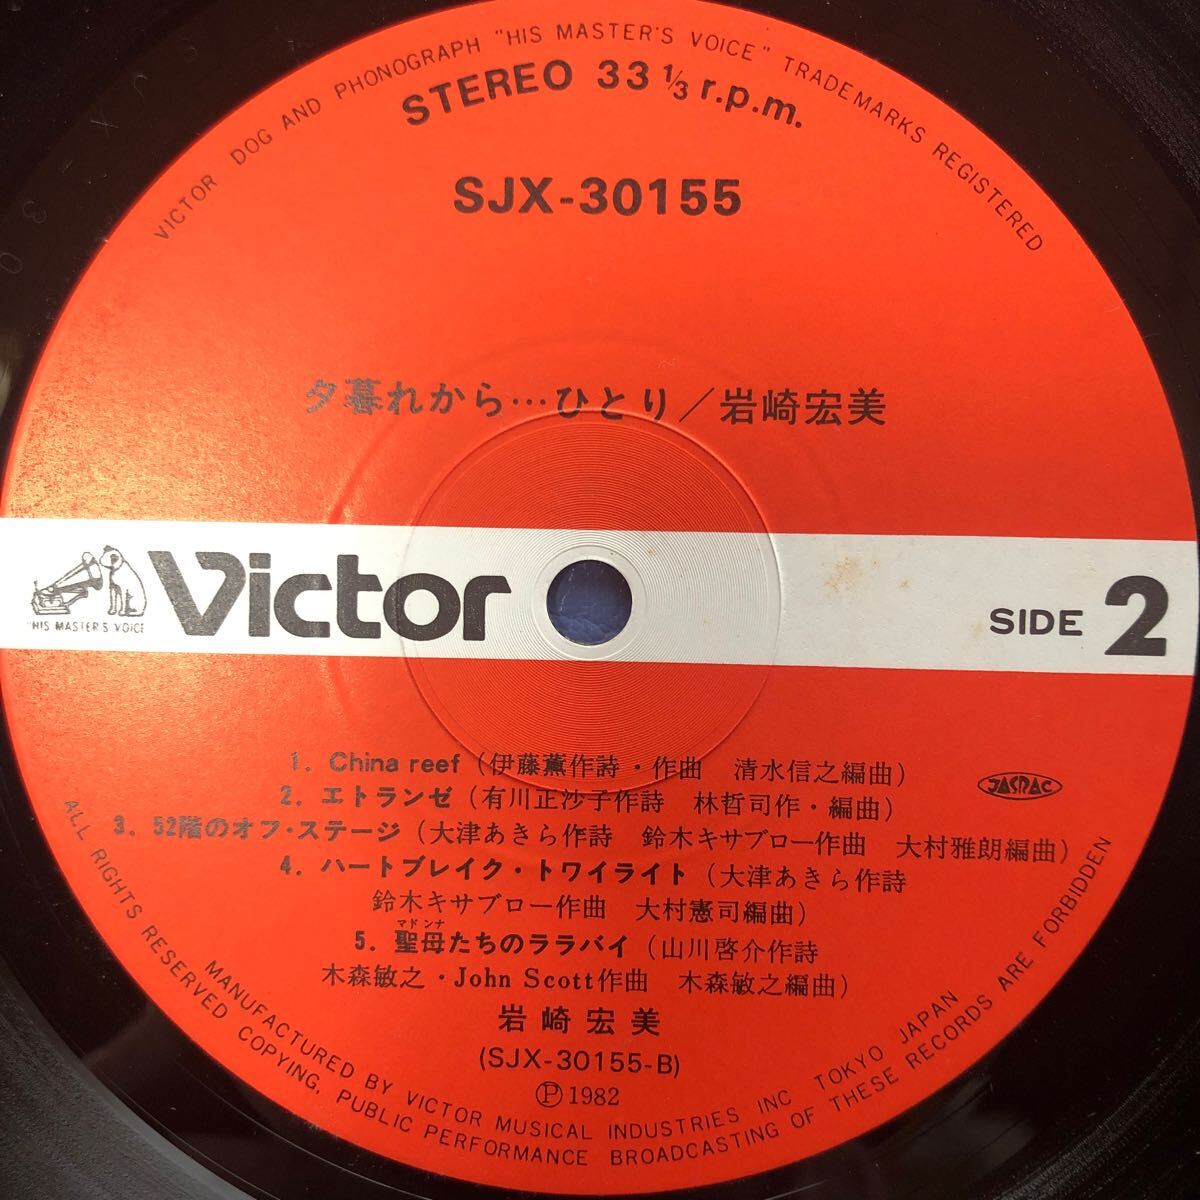 VICTOR DOG AND PHONOGRAPH "HIS MASTER'S VOICE" TRADEMARKS REGISTERED
STEREO 33 1/3 r.p.m.
SJX-30155
夕暮れから…ひとり／岩崎宏美
"HIS MASTER'S VOICE"
Victor
SIDE 2
1. China reef (伊藤薫作詩・作曲 清水信之編曲)
2. エトランゼ (有川正沙子作詩 林哲司作・編曲)
3. 52階のオフ・ステージ (大津あきら作詩 鈴木キサブロー作曲 大村雅朗編曲)
4. ハートブレイク・トワイライト (大津あきら作詩
鈴木キサブロー作曲 大村憲司編曲)
マドンナ
5. 聖母たちのララバイ (山川啓介作詩
木森敏之・John Scott作曲 木森敏之編曲)
JASRAC
岩崎宏美
(SJX-30155-B)
Ⓟ1982
MANUFACTURED BY VICTOR MUSICAL INDUSTRIES INC TOKYO JAPAN
ALL RIGHTS RESERVED COPYING, PUBLIC PERFORMANCE BROADCASTING OF THESE RECORDS ARE FORBIDDEN